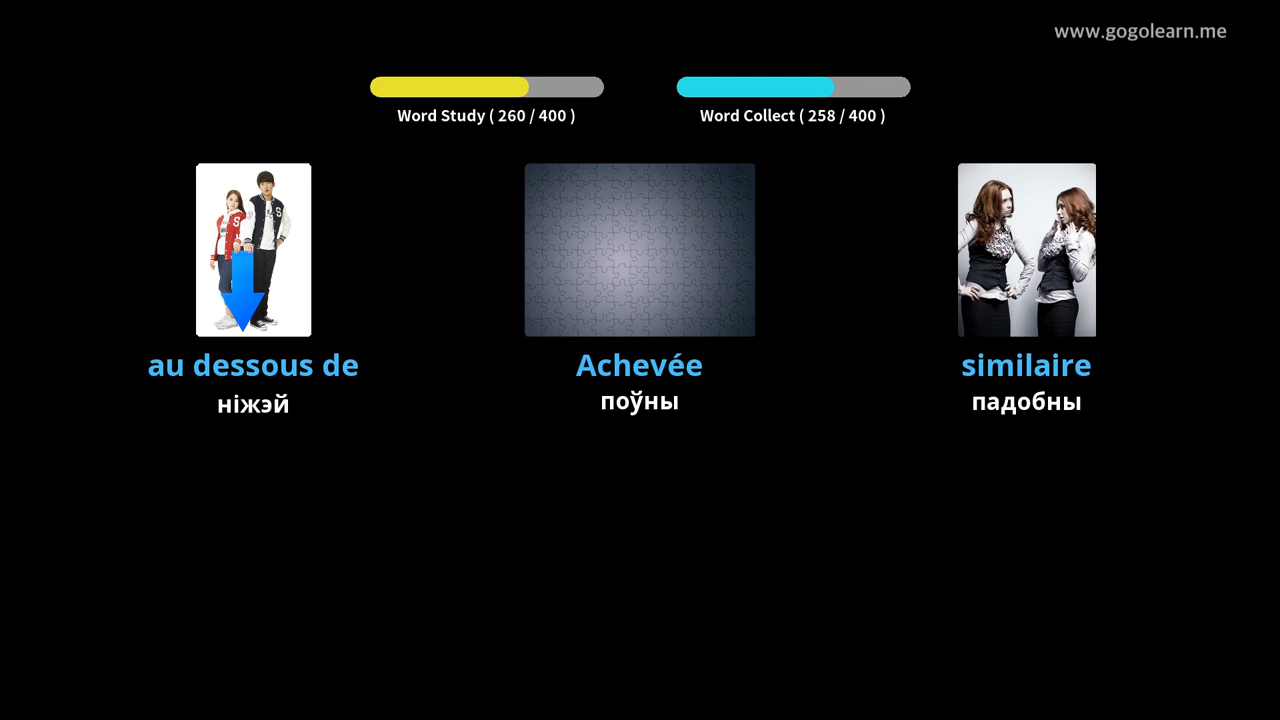 www.gogolearn.me
Word Study ( 260 / 400 )
Word Collect ( 258 / 400 )
S
S
au dessous de
Achevée
similaire
ніжэй
поўны
падобны